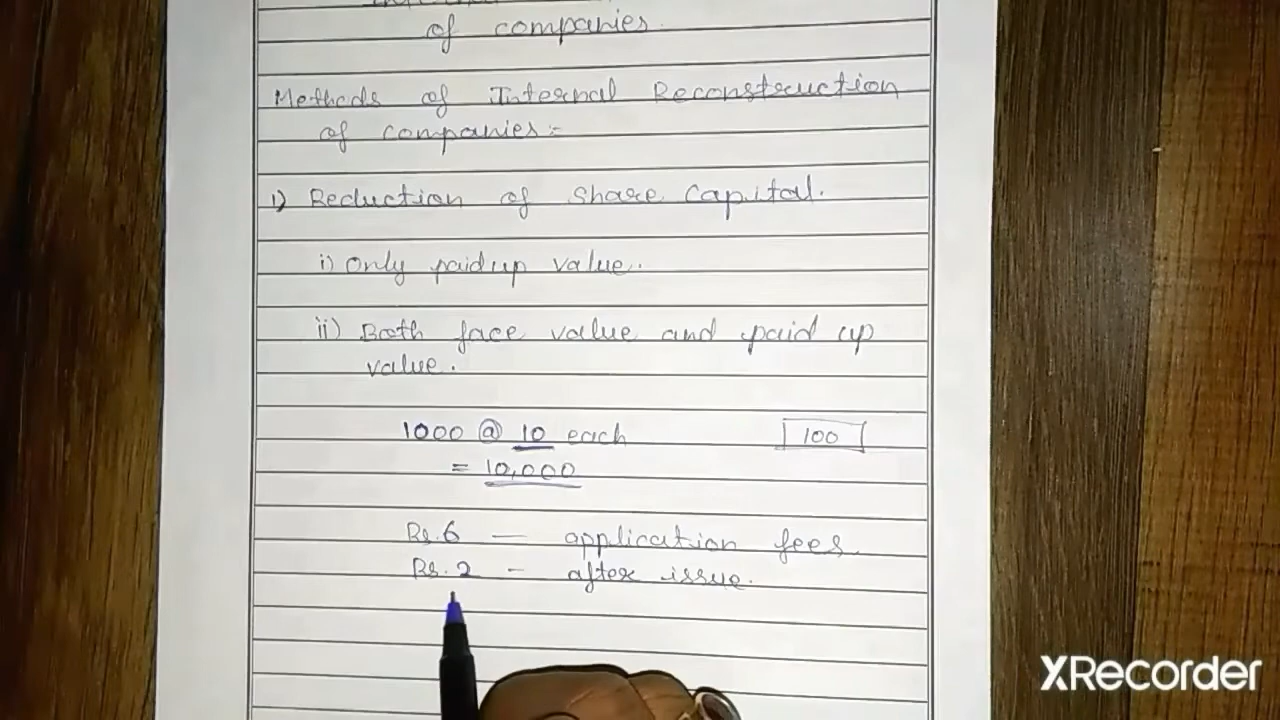 of companies.
Methods of Internal Reconstruction
of companies:-
1) Reduction of share capital.
i) Only paid up value.
ii) Both face value and paid up
value.
1000 @ 10 each
100
= 10,000
Rs. 6 — application fees
Rs. 2 - after issue.
XRecorder